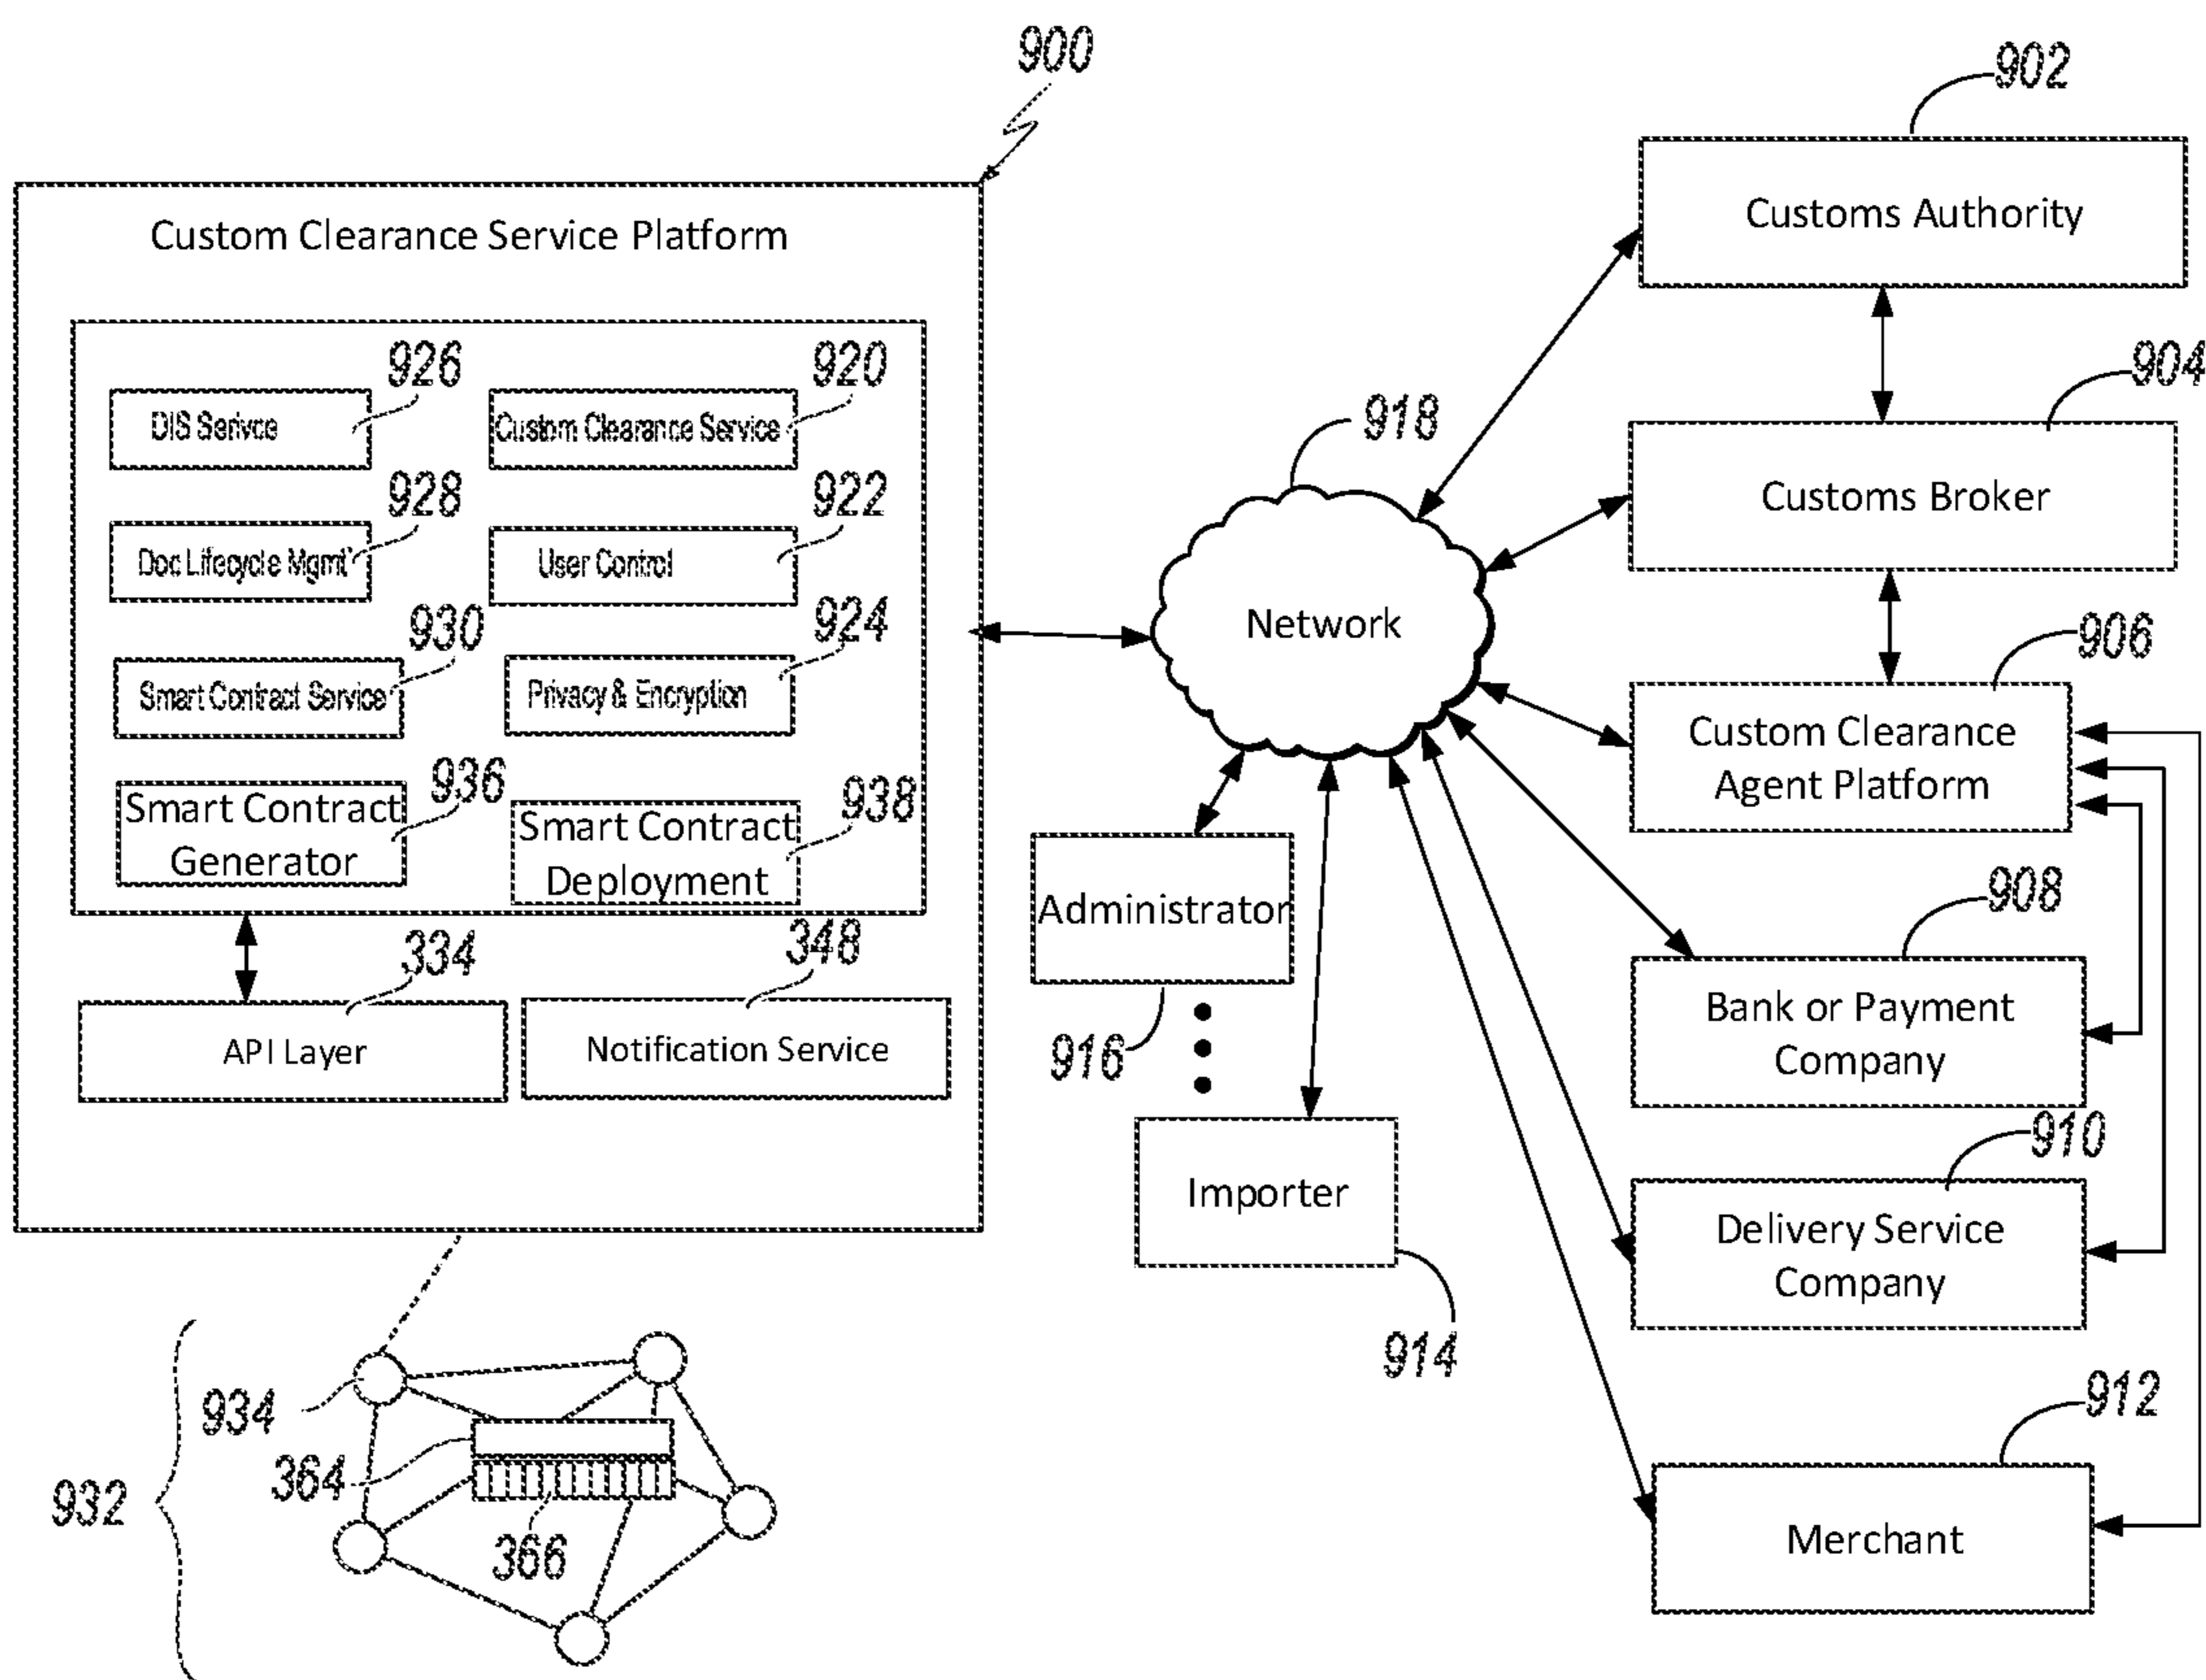 900
902
Customs Authority
Custom Clearance Service Platform
904
926
920
DIS Serivce
Custom Clearance Service
918
Customs Broker
928
922
Doc Lifecycle Mgmt
User Control
930
924
Network
906
Smart Contract Service
Privacy & Encryption
Custom Clearance
Agent Platform
936
938
Smart Contract
Generator
Smart Contract
Deployment
Administrator
908
334
348
Bank or Payment
Company
API Layer
Notification Service
916
910
Importer
Delivery Service
Company
914
934
912
364
932
366
Merchant